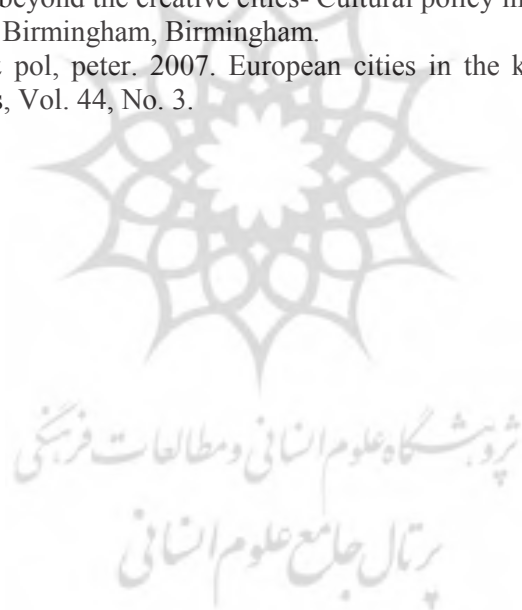 beyond the creative cities- Cultural policy in
Birmingham, Birmingham.
pol, peter. 2007. European cities in the k
s, Vol. 44, No. 3.
پژوهشگاه علوم انسانی و مطالعات فرهنگی
پرتال جامع علوم انسانی